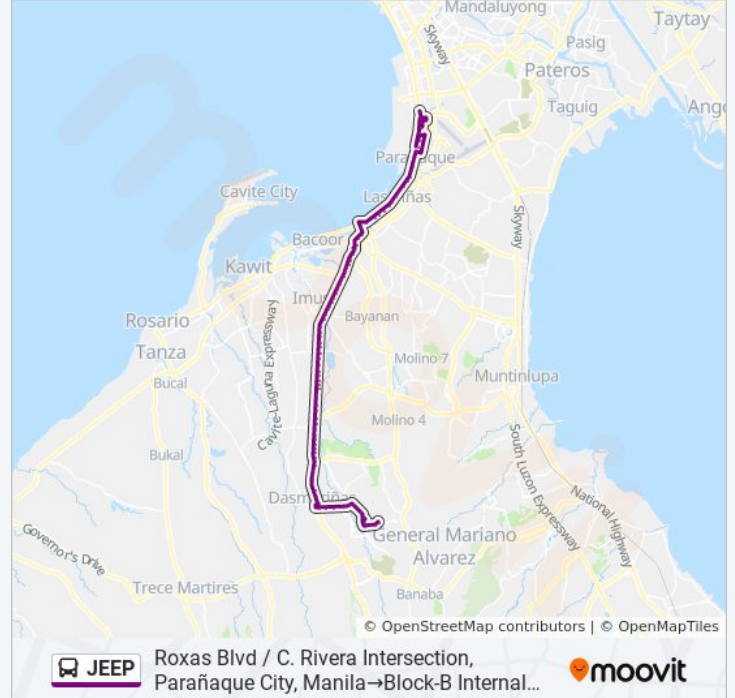 Mandaluyong
Taytay
Skyway
Pasig
Pateros
Taguig
Ange
Parañaque
Las Piñas
Cavite City
Skyway
Bacoor
Kawit
Imus
Rosario
Bayanan
Tanza
Molino 7
Bucal
Cavite-Laguna Expressway
Muntinlupa
Molino 4
Bukal
South Luzon Expressway
Dasmariñas
National Highway
Governor's Drive
General Mariano
Alvarez
Trece Martires
Banaba
© OpenStreetMap contributors | © OpenMapTiles
JEEP
Roxas Blvd / C. Rivera Intersection,
Parañaque City, Manila→Block-B Internal...
moovit